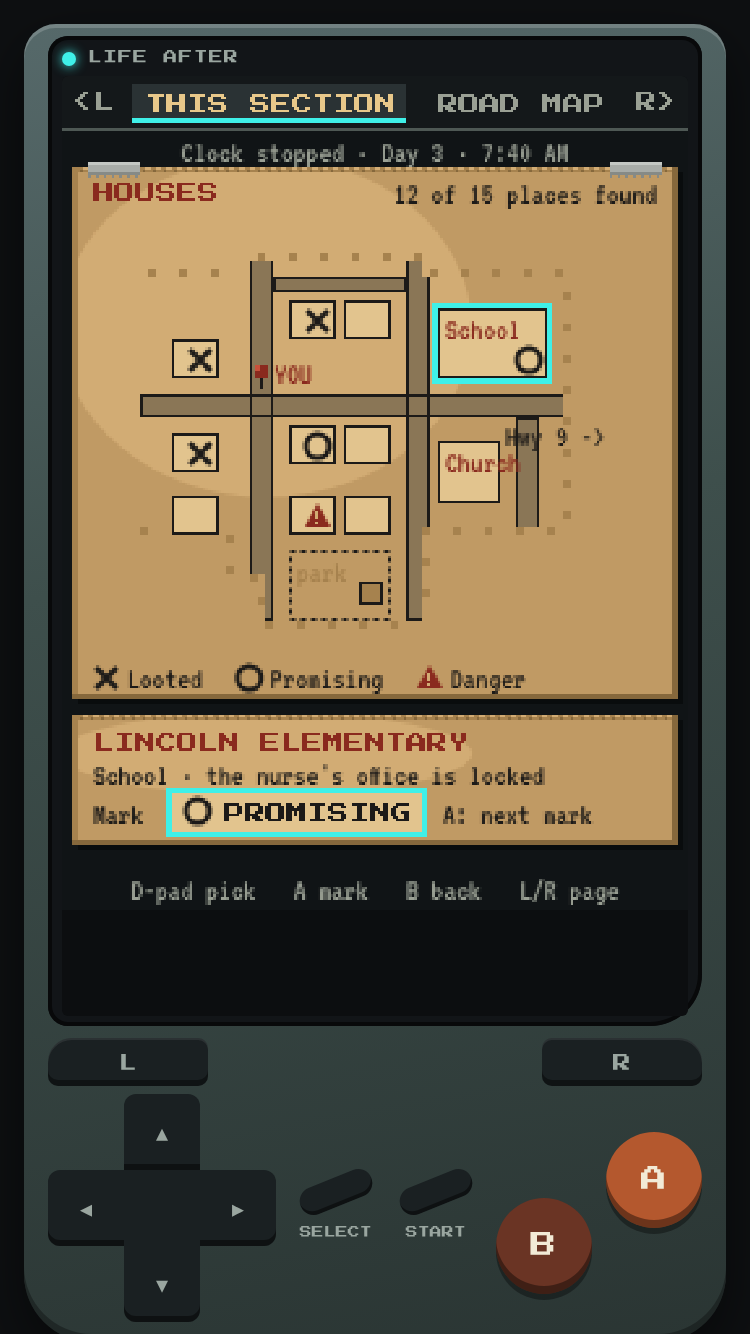 LIFE AFTER
<L THIS SECTION ROAD MAP R>
Clock stopped · Day 3 · 7:40 AM
HOUSES 12 of 15 places found
School
YOU
Hwy 9 ->
Church
park
Looted Promising Danger
LINCOLN ELEMENTARY
School · the nurse's office is locked
Mark PROMISING A: next mark
D-pad pick A mark B back L/R page
L R
A
SELECT START
B